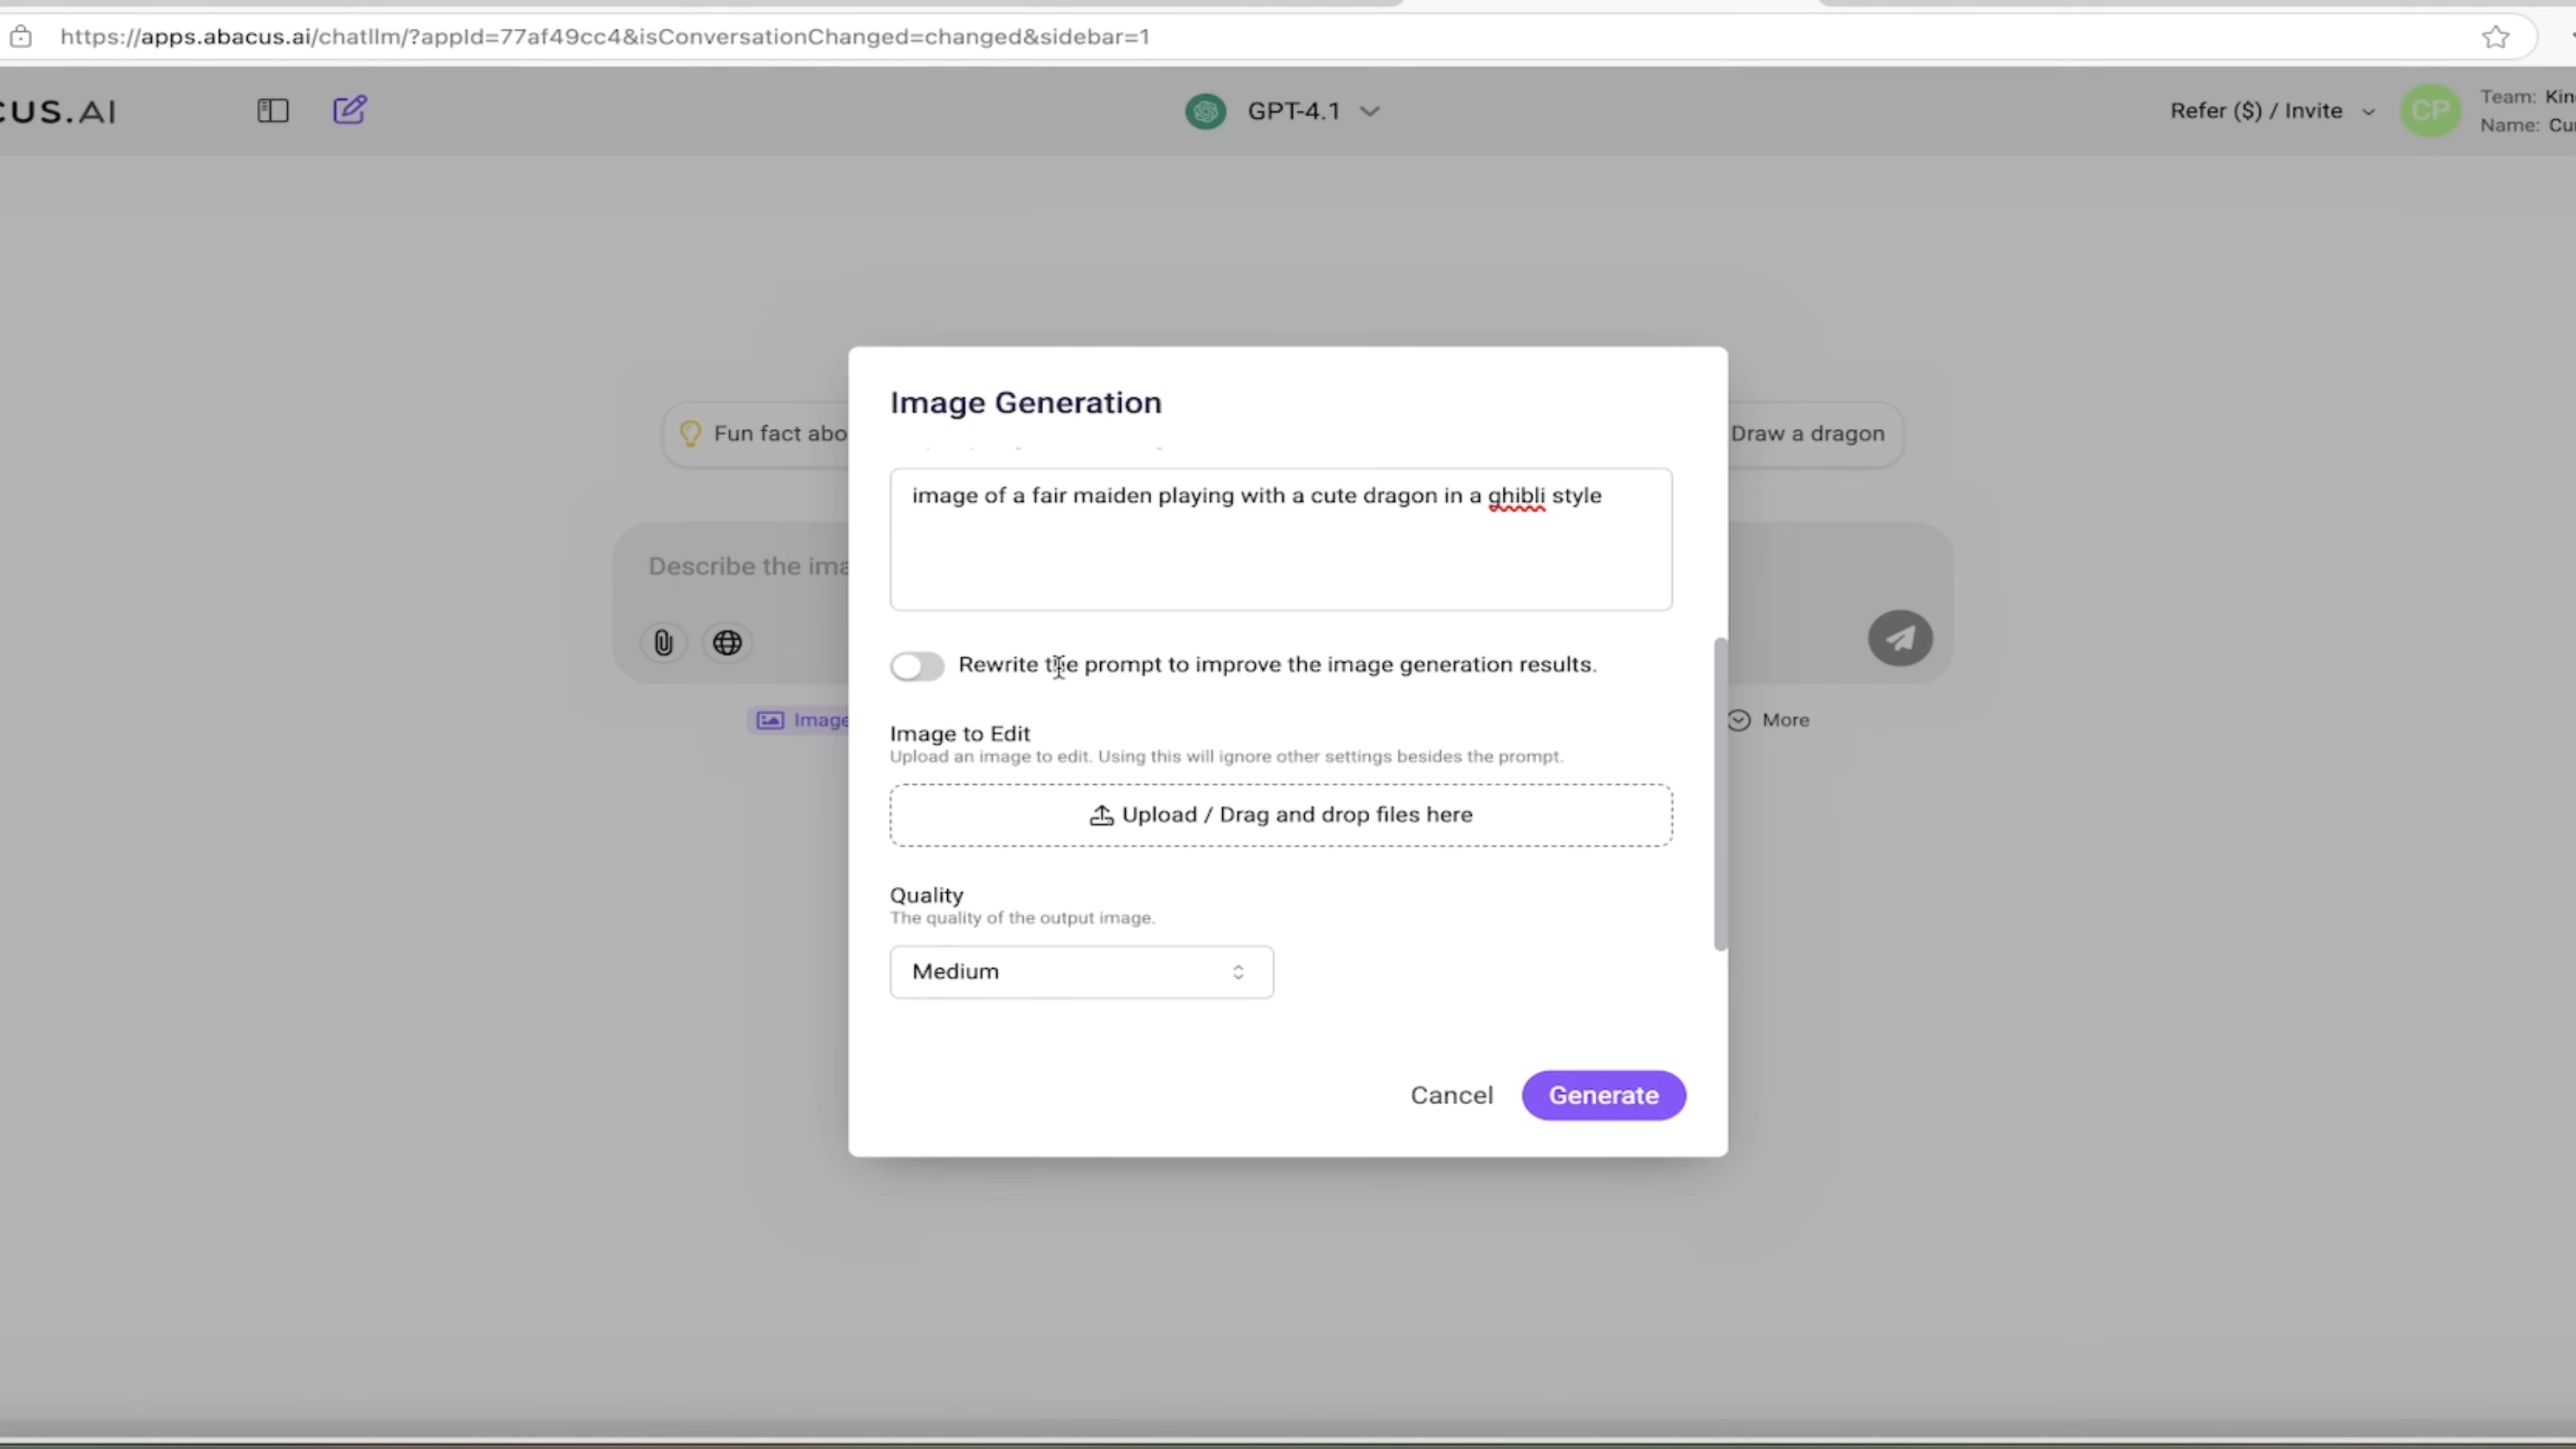 https://apps.abacus.ai/chatllm/?appId=77af49cc4&isConversationChanged=changed&sidebar=1
CUS.AI
GPT-4.1
Refer ($) / Invite
CP
Team: Kin
Name: Cu
Image Generation
Fun fact abo
Draw a dragon
image of a fair maiden playing with a cute dragon in a ghibli style
Describe the ima
Rewrite the prompt to improve the image generation results.
Image
More
Image to Edit
Upload an image to edit. Using this will ignore other settings besides the prompt.
Upload / Drag and drop files here
Quality
The quality of the output image.
Medium
Cancel
Generate